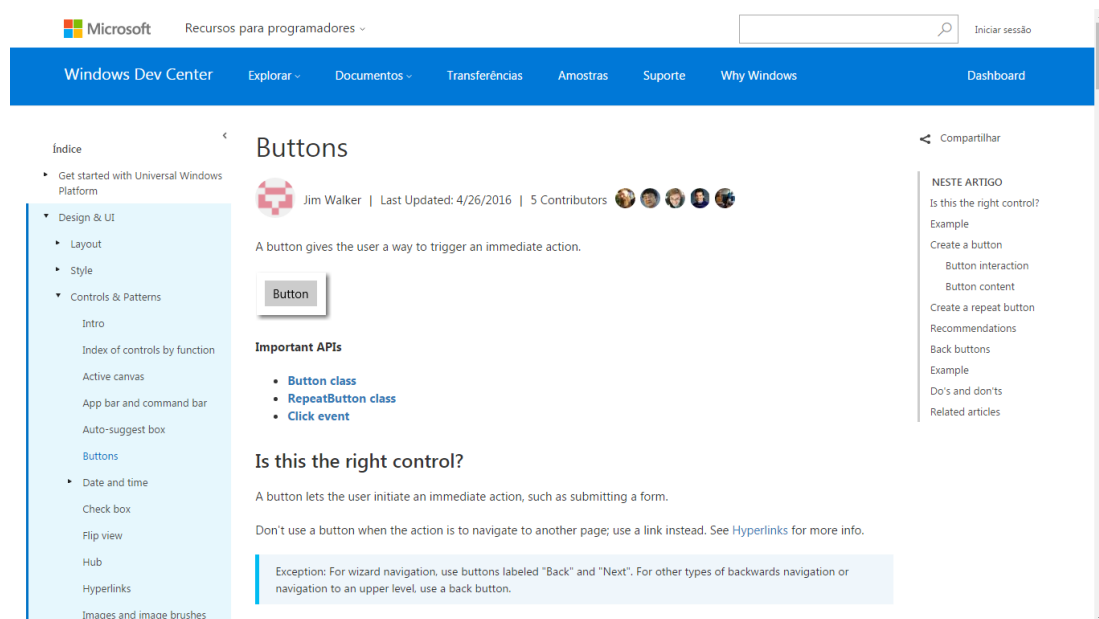 Microsoft
Recursos para programadores
Iniciar sessão
Windows Dev Center
Explorar
Documentos
Transferências
Amostras
Suporte
Why Windows
Dashboard
Índice
Get started with Universal Windows
Platform
Design & UI
Layout
Style
Controls & Patterns
Intro
Index of controls by function
Active canvas
App bar and command bar
Auto-suggest box
Buttons
Date and time
Check box
Flip view
Hub
Hyperlinks
Images and image brushes
Buttons
Jim Walker | Last Updated: 4/26/2016 | 5 Contributors
A button gives the user a way to trigger an immediate action.
Button
Important APIs
• Button class
• RepeatButton class
• Click event
Is this the right control?
A button lets the user initiate an immediate action, such as submitting a form.
Don't use a button when the action is to navigate to another page; use a link instead. See Hyperlinks for more info.
Exception: For wizard navigation, use buttons labeled "Back" and "Next". For other types of backwards navigation or
navigation to an upper level, use a back button.
Compartilhar
NESTE ARTIGO
Is this the right control?
Example
Create a button
Button interaction
Button content
Create a repeat button
Recommendations
Back buttons
Example
Do's and don'ts
Related articles